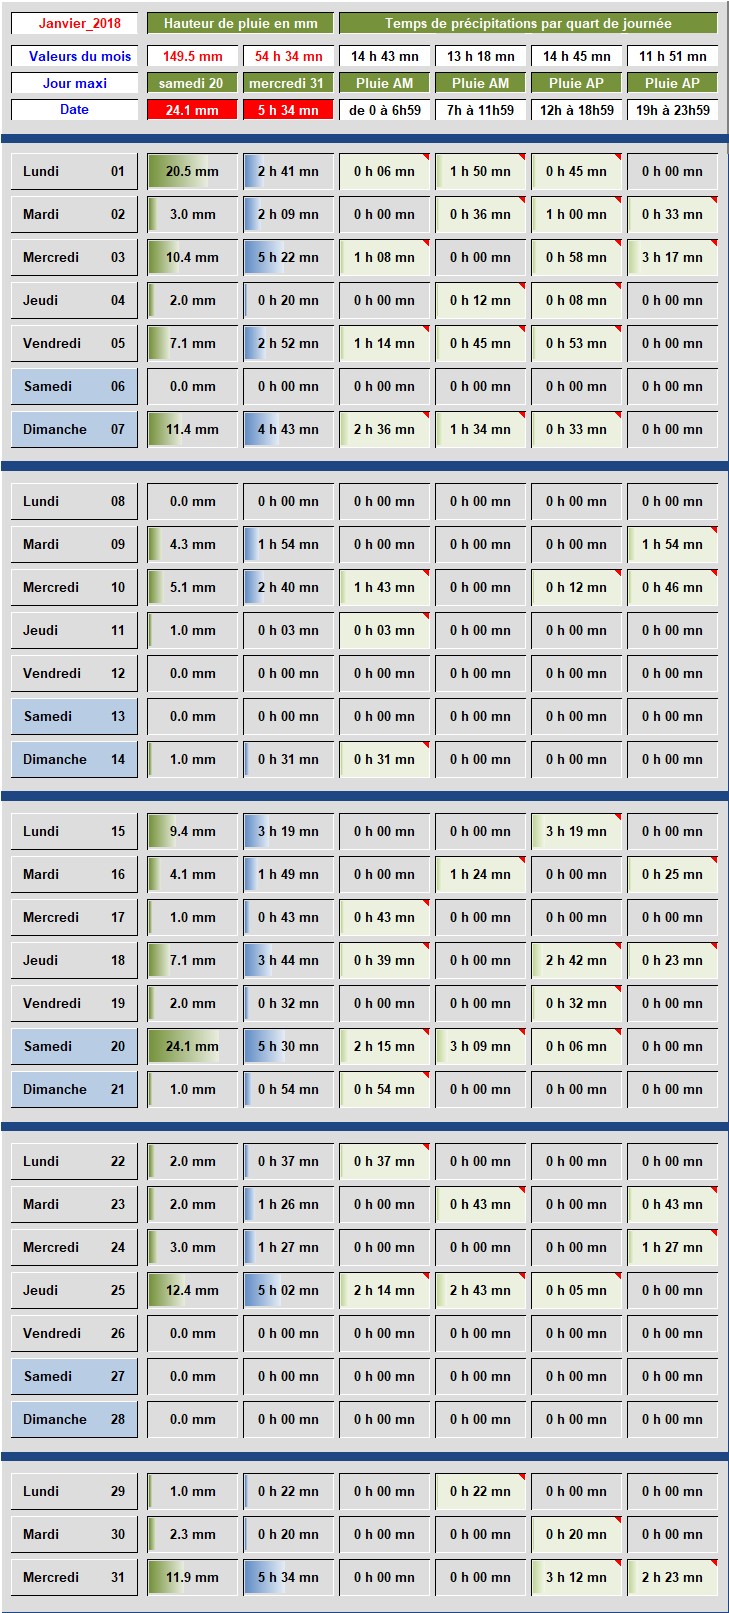 Janvier_2018 Hauteur de pluie en mm Temps de précipitations par quart de journée
Valeurs du mois 149.5 mm 54 h 34 mn 14 h 43 mn 13 h 18 mn 14 h 45 mn 11 h 51 mn
Jour maxi samedi 20 mercredi 31 Pluie AM Pluie AM Pluie AP Pluie AP
Date 24.1 mm 5 h 34 mn de 0 à 6h59 7h à 11h59 12h à 18h59 19h à 23h59
Lundi 01 20.5 mm 2 h 41 mn 0 h 06 mn 1 h 50 mn 0 h 45 mn 0 h 00 mn
Mardi 02 3.0 mm 2 h 09 mn 0 h 00 mn 0 h 36 mn 1 h 00 mn 0 h 33 mn
Mercredi 03 10.4 mm 5 h 22 mn 1 h 08 mn 0 h 00 mn 0 h 58 mn 3 h 17 mn
Jeudi 04 2.0 mm 0 h 20 mn 0 h 00 mn 0 h 12 mn 0 h 08 mn 0 h 00 mn
Vendredi 05 7.1 mm 2 h 52 mn 1 h 14 mn 0 h 45 mn 0 h 53 mn 0 h 00 mn
Samedi 06 0.0 mm 0 h 00 mn 0 h 00 mn 0 h 00 mn 0 h 00 mn 0 h 00 mn
Dimanche 07 11.4 mm 4 h 43 mn 2 h 36 mn 1 h 34 mn 0 h 33 mn 0 h 00 mn
Lundi 08 0.0 mm 0 h 00 mn 0 h 00 mn 0 h 00 mn 0 h 00 mn 0 h 00 mn
Mardi 09 4.3 mm 1 h 54 mn 0 h 00 mn 0 h 00 mn 0 h 00 mn 1 h 54 mn
Mercredi 10 5.1 mm 2 h 40 mn 1 h 43 mn 0 h 00 mn 0 h 12 mn 0 h 46 mn
Jeudi 11 1.0 mm 0 h 03 mn 0 h 03 mn 0 h 00 mn 0 h 00 mn 0 h 00 mn
Vendredi 12 0.0 mm 0 h 00 mn 0 h 00 mn 0 h 00 mn 0 h 00 mn 0 h 00 mn
Samedi 13 0.0 mm 0 h 00 mn 0 h 00 mn 0 h 00 mn 0 h 00 mn 0 h 00 mn
Dimanche 14 1.0 mm 0 h 31 mn 0 h 31 mn 0 h 00 mn 0 h 00 mn 0 h 00 mn
Lundi 15 9.4 mm 3 h 19 mn 0 h 00 mn 0 h 00 mn 3 h 19 mn 0 h 00 mn
Mardi 16 4.1 mm 1 h 49 mn 0 h 00 mn 1 h 24 mn 0 h 00 mn 0 h 25 mn
Mercredi 17 1.0 mm 0 h 43 mn 0 h 43 mn 0 h 00 mn 0 h 00 mn 0 h 00 mn
Jeudi 18 7.1 mm 3 h 44 mn 0 h 39 mn 0 h 00 mn 2 h 42 mn 0 h 23 mn
Vendredi 19 2.0 mm 0 h 32 mn 0 h 00 mn 0 h 00 mn 0 h 32 mn 0 h 00 mn
Samedi 20 24.1 mm 5 h 30 mn 2 h 15 mn 3 h 09 mn 0 h 06 mn 0 h 00 mn
Dimanche 21 1.0 mm 0 h 54 mn 0 h 54 mn 0 h 00 mn 0 h 00 mn 0 h 00 mn
Lundi 22 2.0 mm 0 h 37 mn 0 h 37 mn 0 h 00 mn 0 h 00 mn 0 h 00 mn
Mardi 23 2.0 mm 1 h 26 mn 0 h 00 mn 0 h 43 mn 0 h 00 mn 0 h 43 mn
Mercredi 24 3.0 mm 1 h 27 mn 0 h 00 mn 0 h 00 mn 0 h 00 mn 1 h 27 mn
Jeudi 25 12.4 mm 5 h 02 mn 2 h 14 mn 2 h 43 mn 0 h 05 mn 0 h 00 mn
Vendredi 26 0.0 mm 0 h 00 mn 0 h 00 mn 0 h 00 mn 0 h 00 mn 0 h 00 mn
Samedi 27 0.0 mm 0 h 00 mn 0 h 00 mn 0 h 00 mn 0 h 00 mn 0 h 00 mn
Dimanche 28 0.0 mm 0 h 00 mn 0 h 00 mn 0 h 00 mn 0 h 00 mn 0 h 00 mn
Lundi 29 1.0 mm 0 h 22 mn 0 h 00 mn 0 h 22 mn 0 h 00 mn 0 h 00 mn
Mardi 30 2.3 mm 0 h 20 mn 0 h 00 mn 0 h 00 mn 0 h 20 mn 0 h 00 mn
Mercredi 31 11.9 mm 5 h 34 mn 0 h 00 mn 0 h 00 mn 3 h 12 mn 2 h 23 mn